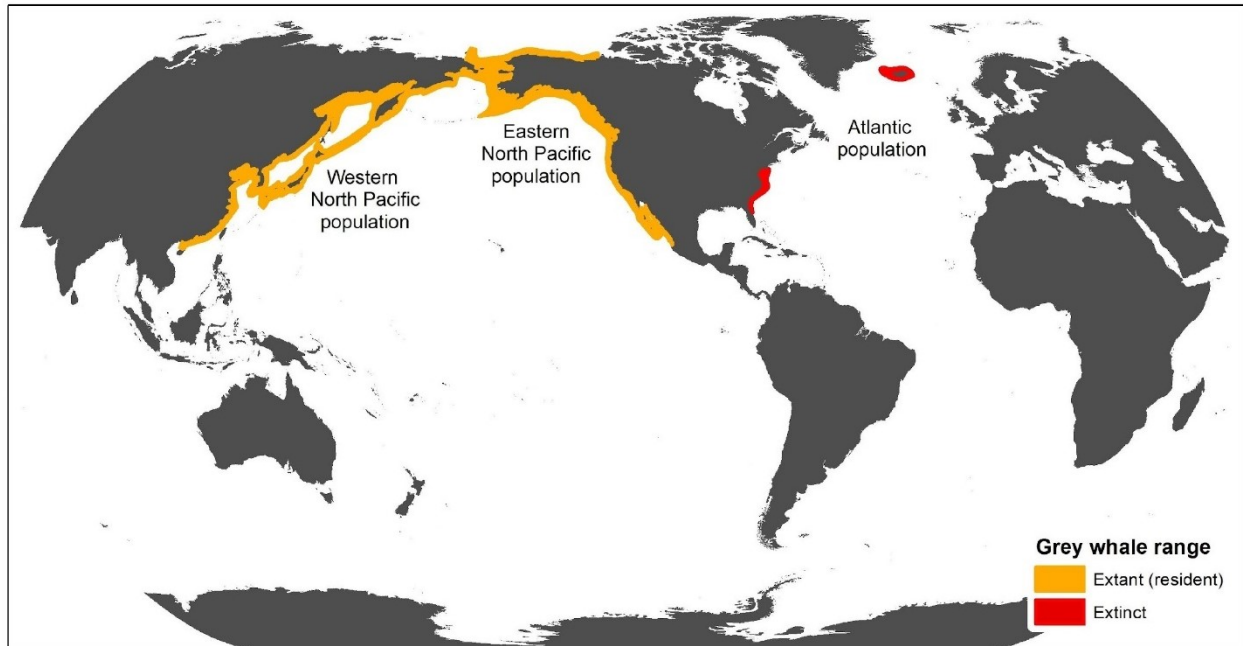 Eastern
North Pacific
population
Atlantic
population
Western
North Pacific
population
Grey whale range
Extant (resident)
Extinct